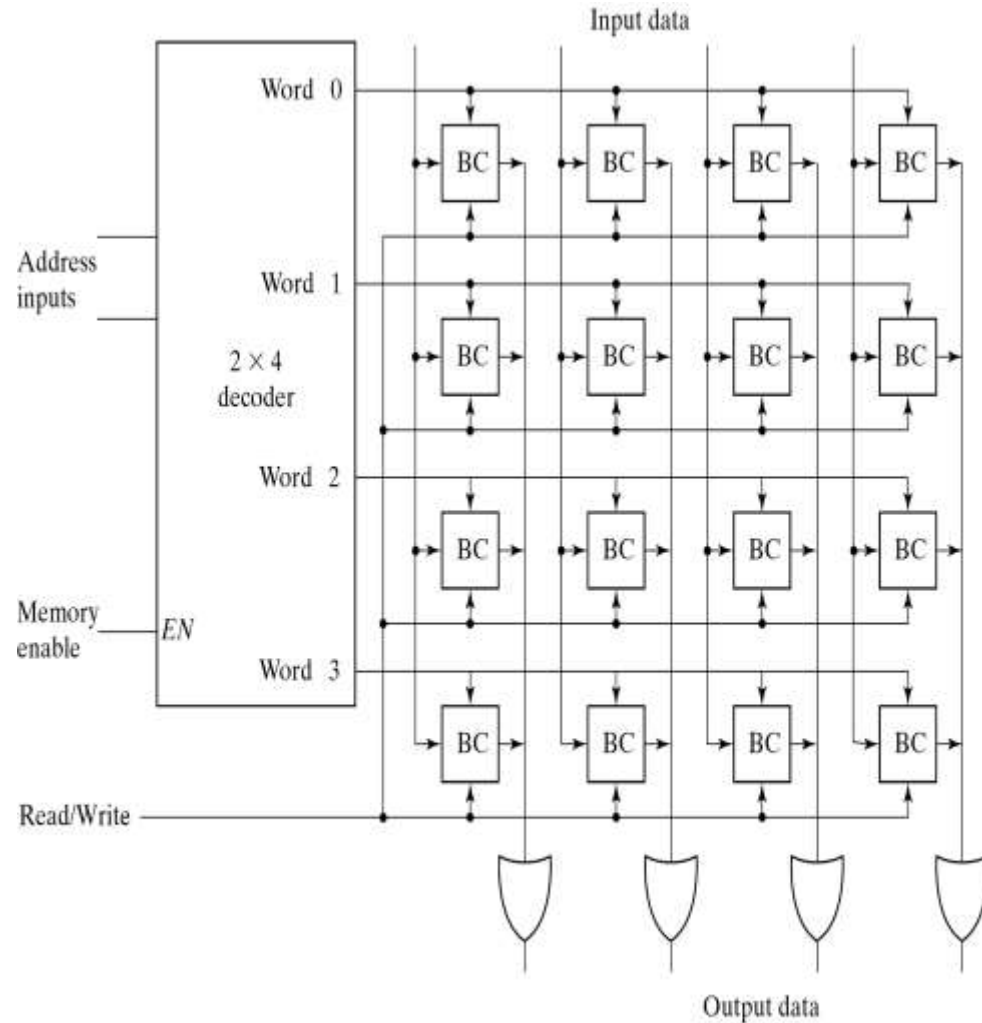 Input data
Word 0
BC BC BC BC
Address
inputs
Word 1
BC BC BC BC
2 × 4
decoder
Word 2
BC BC BC BC
Memory
enable
EN
Word 3
BC BC BC BC
Read/Write
Output data